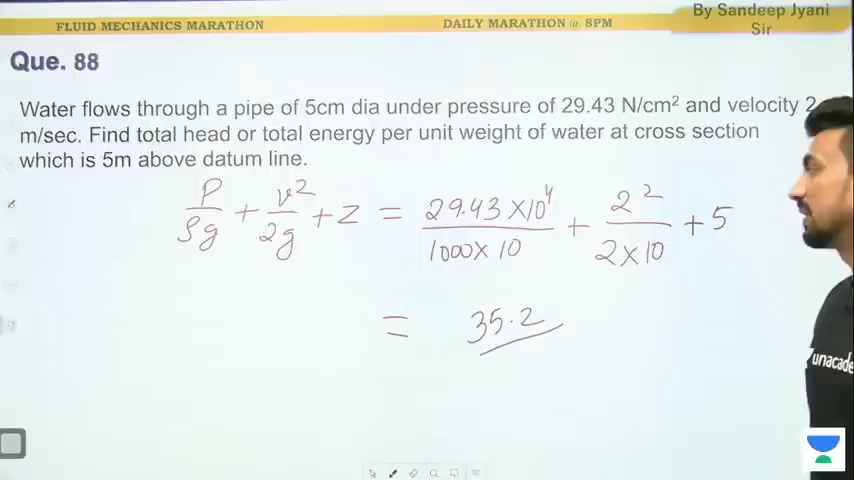 FLUID MECHANICS MARATHON
DAILY MARATHON @ 8PM
By Sandeep Jyani
Sir
Que. 88
Water flows through a pipe of 5cm dia under pressure of 29.43 N/cm² and velocity 2
m/sec. Find total head or total energy per unit weight of water at cross section
which is 5m above datum line.
P/ρg + v²/2g + z = 29.43 × 10⁴/1000 × 10 + 2²/2 × 10 + 5
= 35.2
unacade